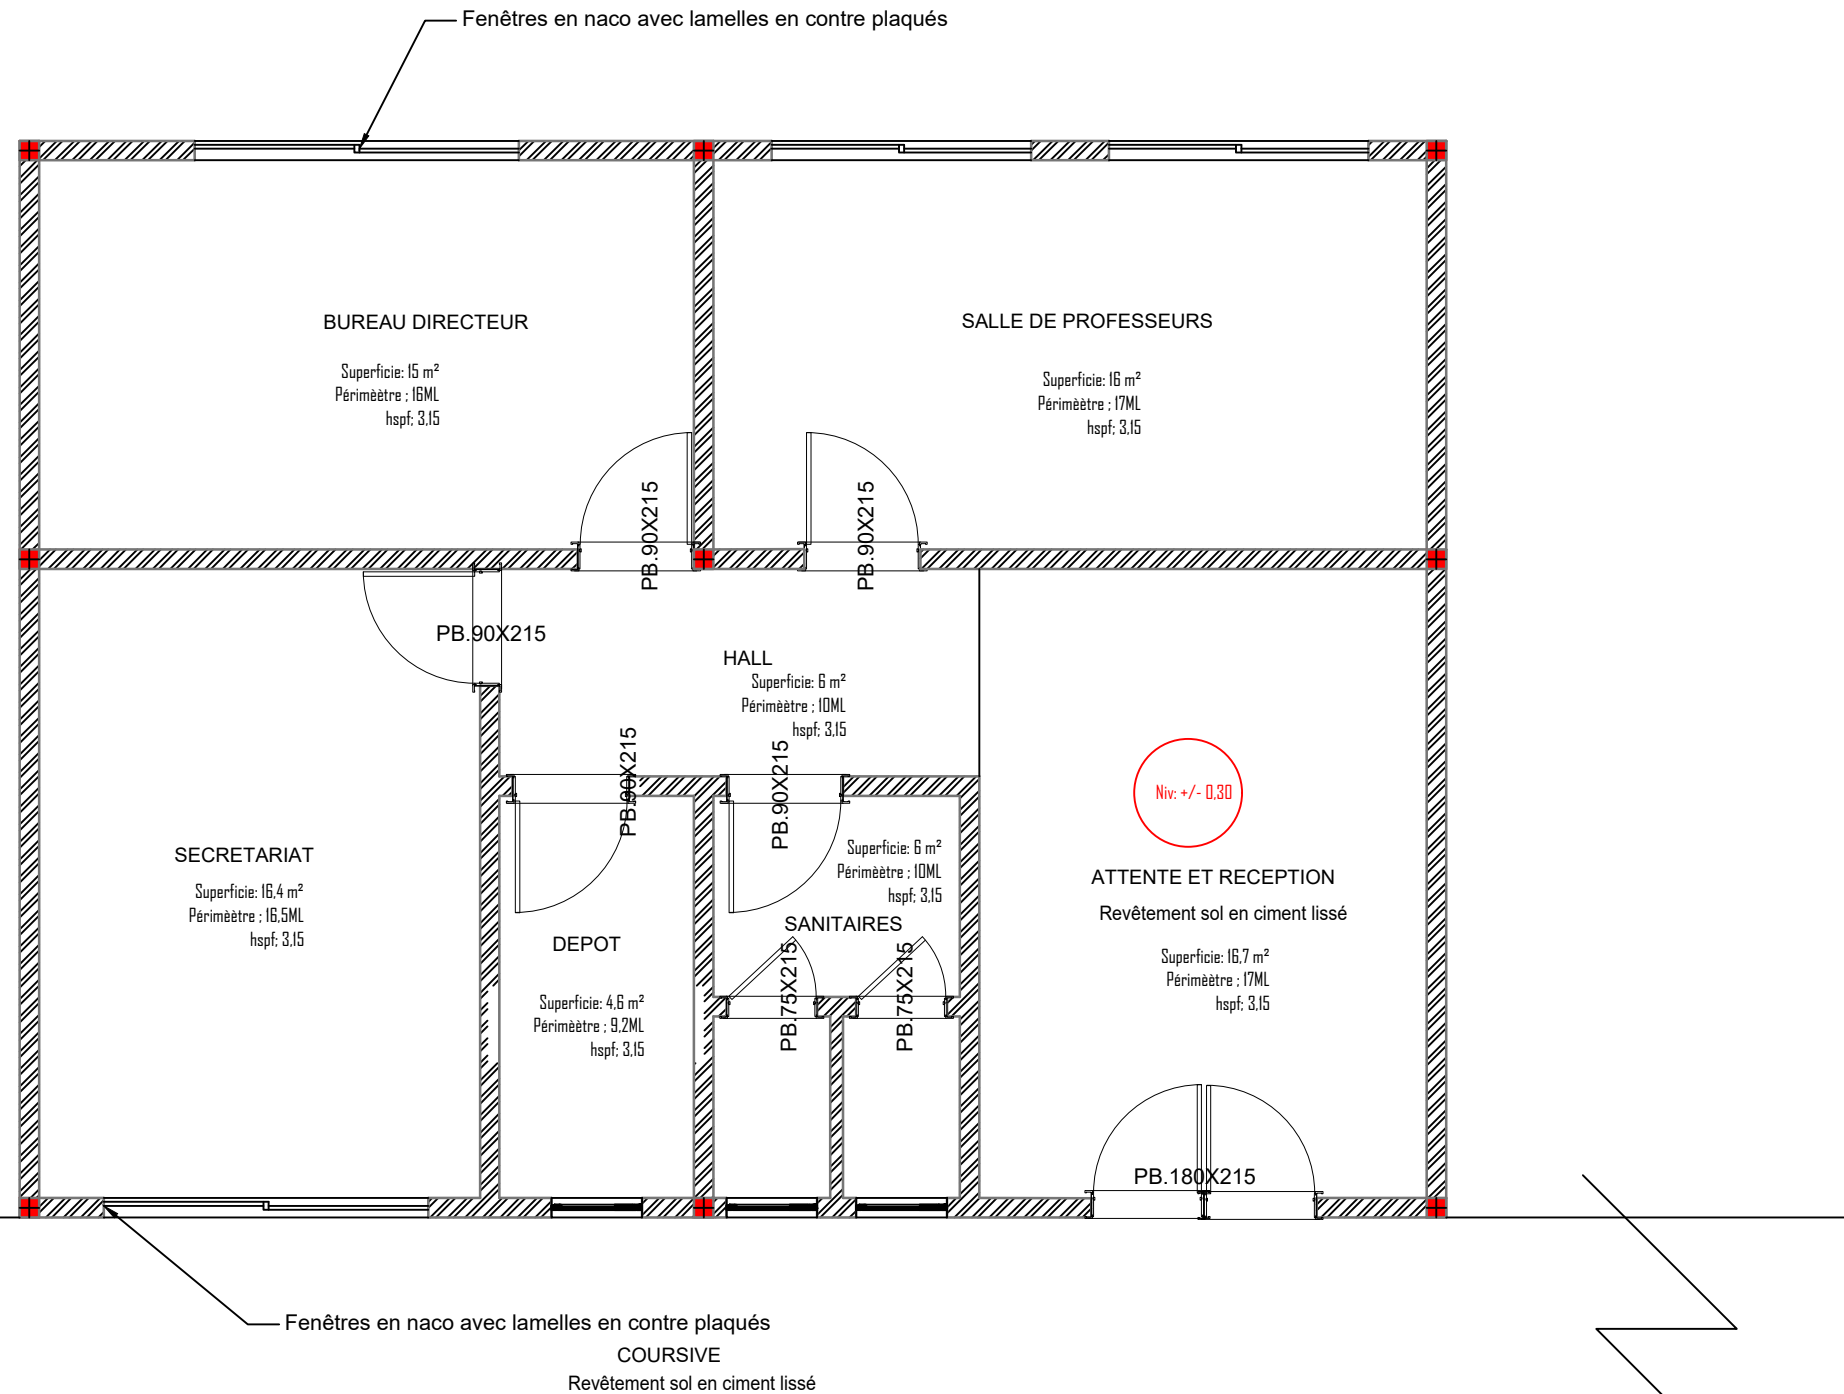 Fenêtres en naco avec lamelles en contre plaqués
BUREAU DIRECTEUR
Superficie: 15 m²
Périmèètre ; 16ML
hspf; 3,15
SALLE DE PROFESSEURS
Superficie: 16 m²
Périmèètre ; 17ML
hspf; 3,15
PB.90X215
PB.90X215
PB.90X215
HALL
Superficie: 6 m²
Périmèètre ; 10ML
hspf; 3,15
PB.90X215
PB.90X215
Niv: +/- 0,30
SECRETARIAT
Superficie: 16,4 m²
Périmèètre ; 16,5ML
hspf; 3,15
Superficie: 6 m²
Périmèètre ; 10ML
hspf; 3,15
SANITAIRES
ATTENTE ET RECEPTION
Revêtement sol en ciment lissé
Superficie: 16,7 m²
Périmèètre ; 17ML
hspf; 3,15
DEPOT
Superficie: 4,6 m²
Périmèètre ; 9,2ML
hspf; 3,15
PB.75X215
PB.75X215
PB.180X215
Fenêtres en naco avec lamelles en contre plaqués
COURSIVE
Revêtement sol en ciment lissé